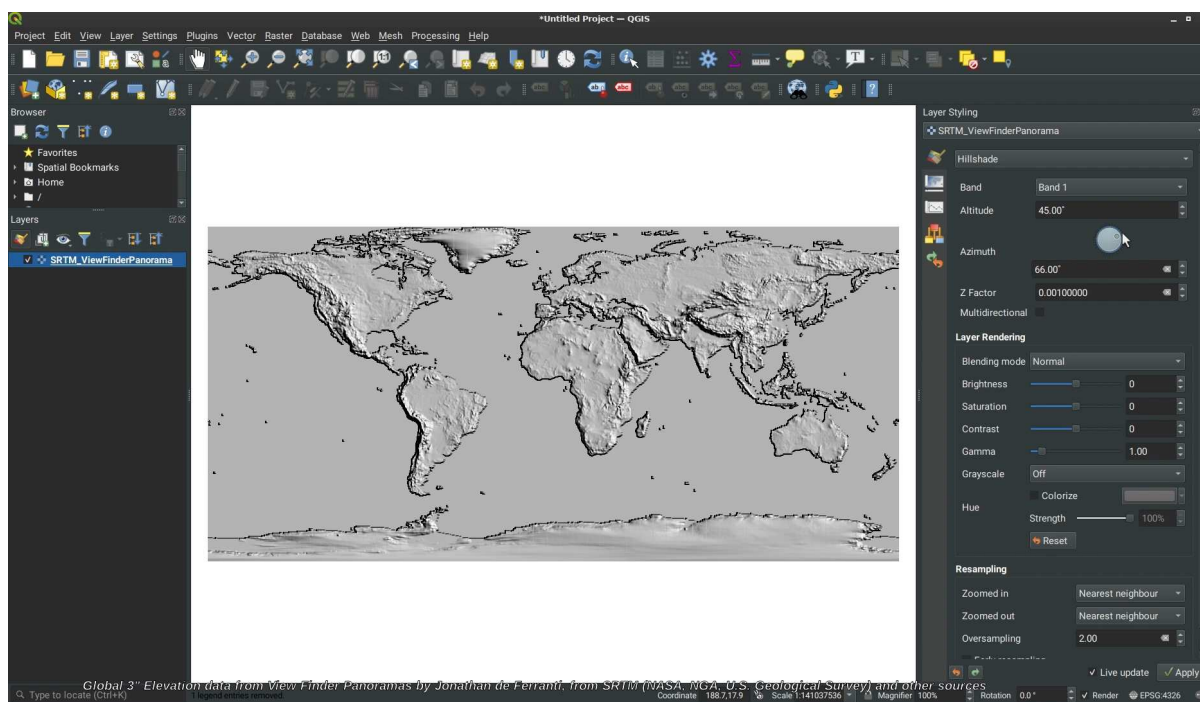 *Untitled Project — QGIS
Project Edit View Layer Settings Plugins Vector Raster Database Web Mesh Processing Help
Browser
Favorites
Spatial Bookmarks
Home
/
Layers
SRTM_ViewFinderPanorama
Layer Styling
SRTM_ViewFinderPanorama
Hillshade
Band Band 1
Altitude 45.00°
Azimuth
66.00°
Z Factor 0.00100000
Multidirectional
Layer Rendering
Blending mode Normal
Brightness 0
Saturation 0
Contrast 0
Gamma 1.00
Grayscale Off
Hue
Colorize
Strength 100%
Reset
Resampling
Zoomed in Nearest neighbour
Zoomed out Nearest neighbour
Oversampling 2.00
Live update Apply
Global 3" Elevation data from View Finder Panoramas by Jonathan de Ferranti, from SRTM (NASA, NGA, U.S. Geological Survey) and other sources
Type to locate (Ctrl+K) 1 legend entries removed. Coordinate 188.7,17.9 Scale 1:141037536 Magnifier 100% Rotation 0.0° Render EPSG:4326